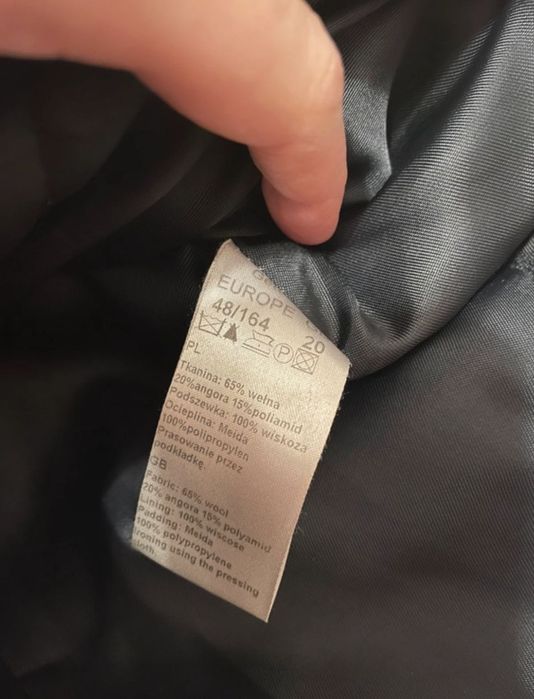 EUROPE
48/164 20
P
PL
Tkanina: 65% wełna
20%angora 15%poliamid
Podszewka: 100% wiskoza
Ocieplina: Meida
100%polipropylen
Prasowanie przez
podkładkę.
GB
Fabric: 65% wool
20% angora 15% polyamid
Lining: 100% viscose
Padding: Meida
100% polypropylene
Ironing using the pressing
cloth.